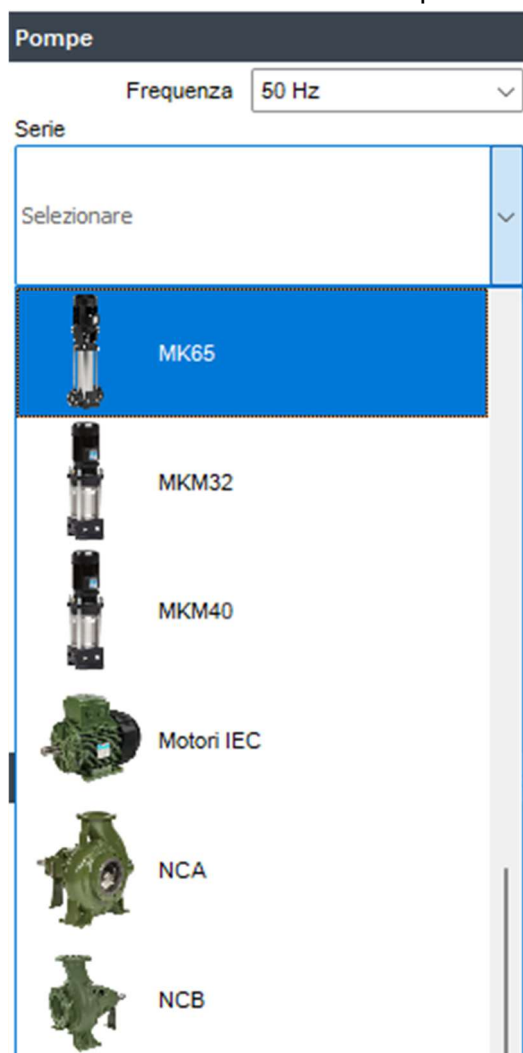 Pompe
Frequenza 50 Hz
Serie
Selezionare
MK65
MKM32
MKM40
Motori IEC
NCA
NCB